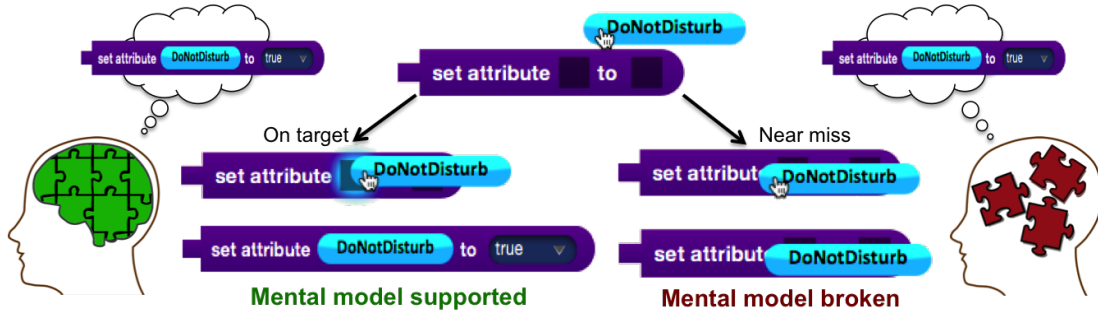 DoNotDisturb
set attribute DoNotDisturb to true
set attribute DoNotDisturb to true
set attribute to
On target
Near miss
set attribute DoNotDisturb
set attribut DoNotDisturb
set attribute DoNotDisturb to true
set attribut DoNotDisturb
Mental model supported
Mental model broken